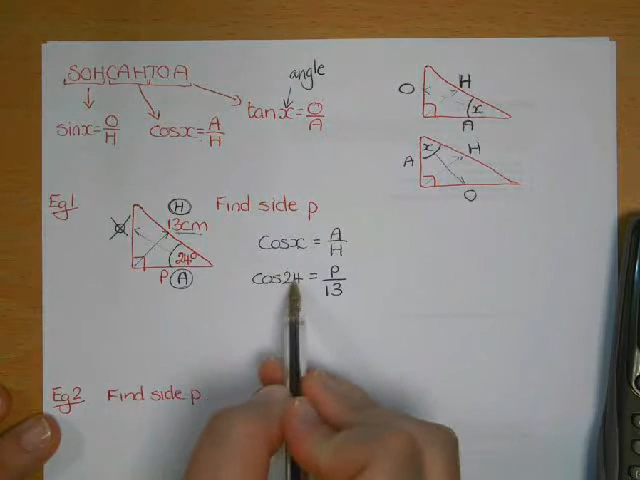 SOHCAHTOA
angle
sinx = O/H
cosx = A/H
tanx = O/A
O
H
x
A
x
A
H
O
Eg1
Find side p
H
13cm
24°
P A
Cosx = A/H
Cos24 = P/13
Eg2 Find side p